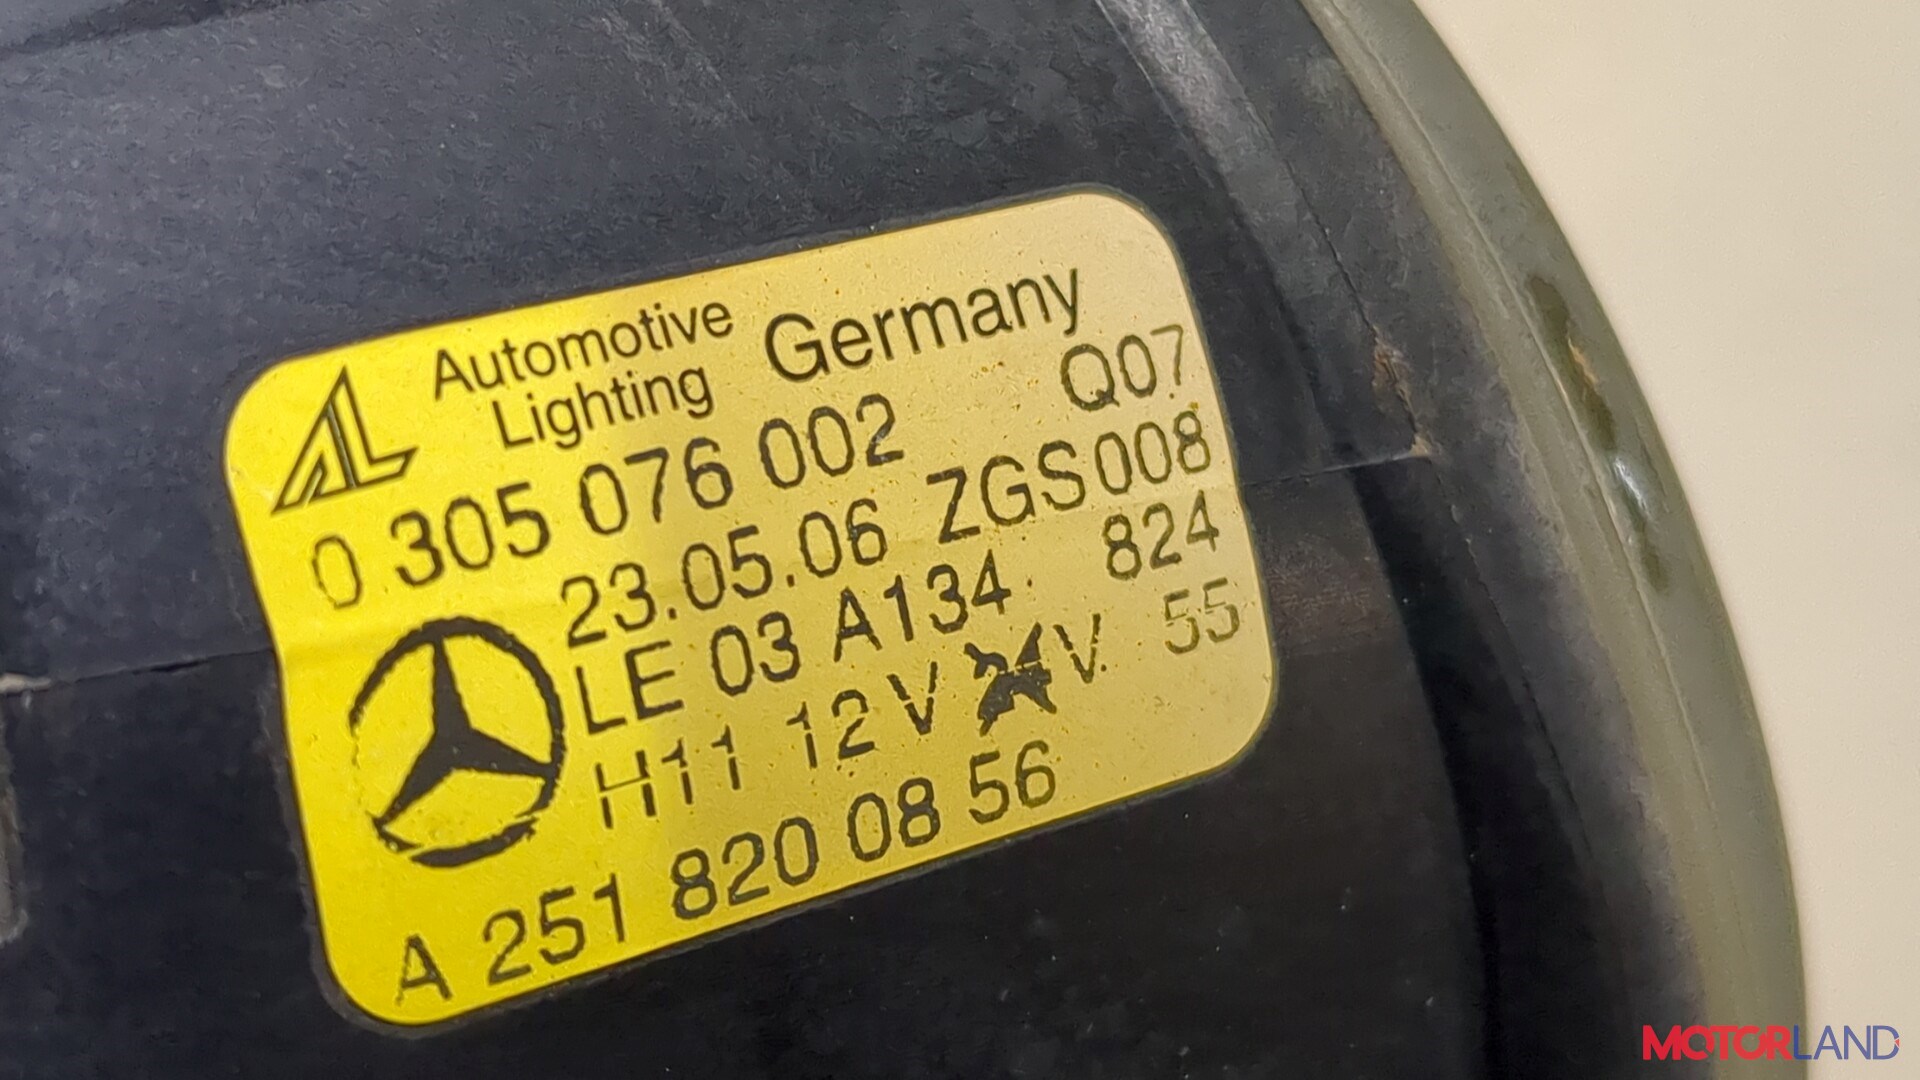 AL Automotive Lighting Germany
0 305 076 002 Q07
23.05.06 ZGS008
LE 03 A134 824
H11 12V V 55
A 251 820 08 56
MOTORLAND